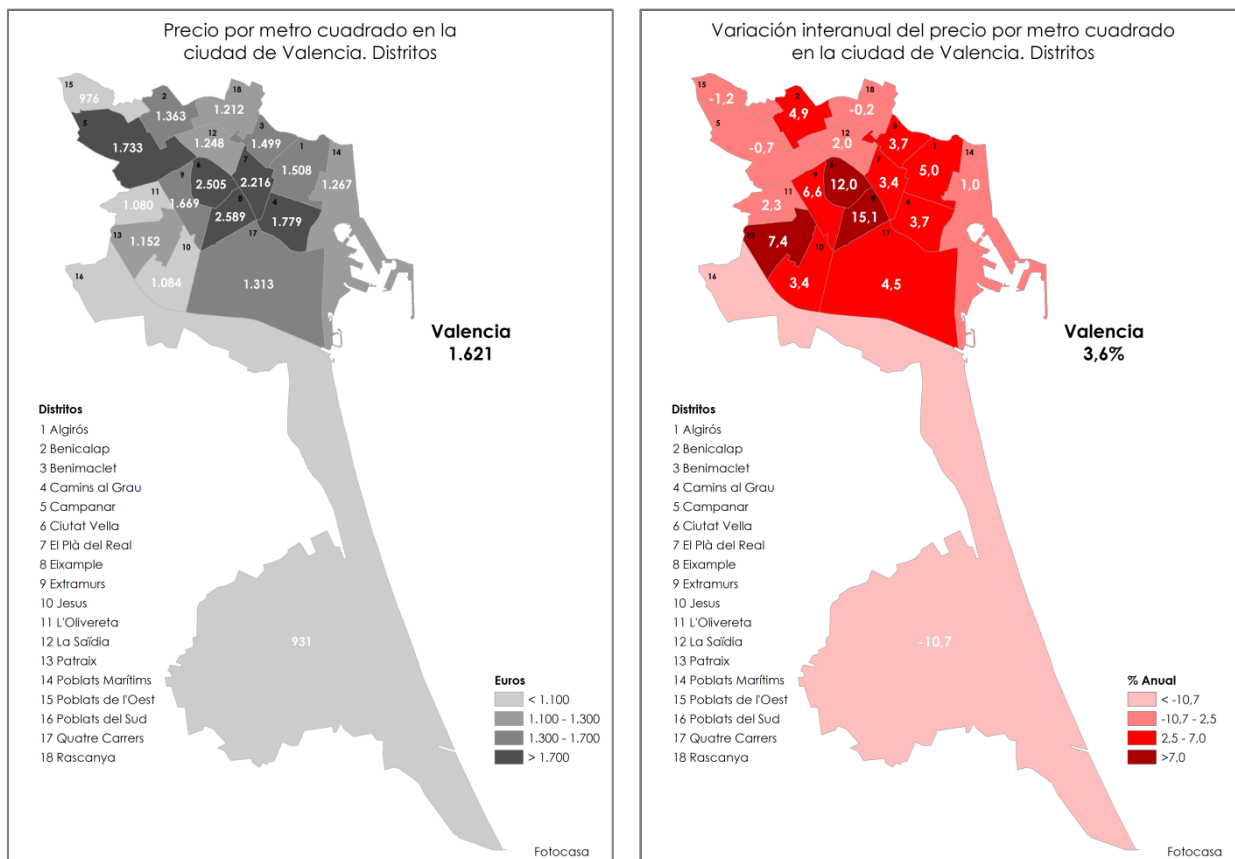 Precio por metro cuadrado en la
ciudad de Valencia. Distritos
15
976
2
1.363
18
1.212
5
1.733
12
1.248
3
1.499
1
1.508
14
1.267
6
2.505
7
2.216
9
1.669
11
1.080
8
2.589
4
1.779
13
1.152
10
1.084
17
1.313
16
931
Valencia
1.621
Distritos
1 Algirós
2 Benicalap
3 Benimaclet
4 Camins al Grau
5 Campanar
6 Ciutat Vella
7 El Plà del Real
8 Eixample
9 Extramurs
10 Jesus
11 L'Olivereta
12 La Saïdia
13 Patraix
14 Poblats Marítims
15 Poblats de l'Oest
16 Poblats del Sud
17 Quatre Carrers
18 Rascanya
Euros
< 1.100
1.100 - 1.300
1.300 - 1.700
> 1.700
Fotocasa
Variación interanual del precio por metro cuadrado
en la ciudad de Valencia. Distritos
15
-1,2
2
4,9
18
-0,2
5
-0,7
12
2,0
3
3,7
1
5,0
14
1,0
6
12,0
7
3,4
9
6,6
11
2,3
8
15,1
4
3,7
13
7,4
10
3,4
17
4,5
16
-10,7
Valencia
3,6%
Distritos
1 Algirós
2 Benicalap
3 Benimaclet
4 Camins al Grau
5 Campanar
6 Ciutat Vella
7 El Plà del Real
8 Eixample
9 Extramurs
10 Jesus
11 L'Olivereta
12 La Saïdia
13 Patraix
14 Poblats Marítims
15 Poblats de l'Oest
16 Poblats del Sud
17 Quatre Carrers
18 Rascanya
% Anual
< -10,7
-10,7 - 2.5
2,5 - 7,0
>7,0
Fotocasa